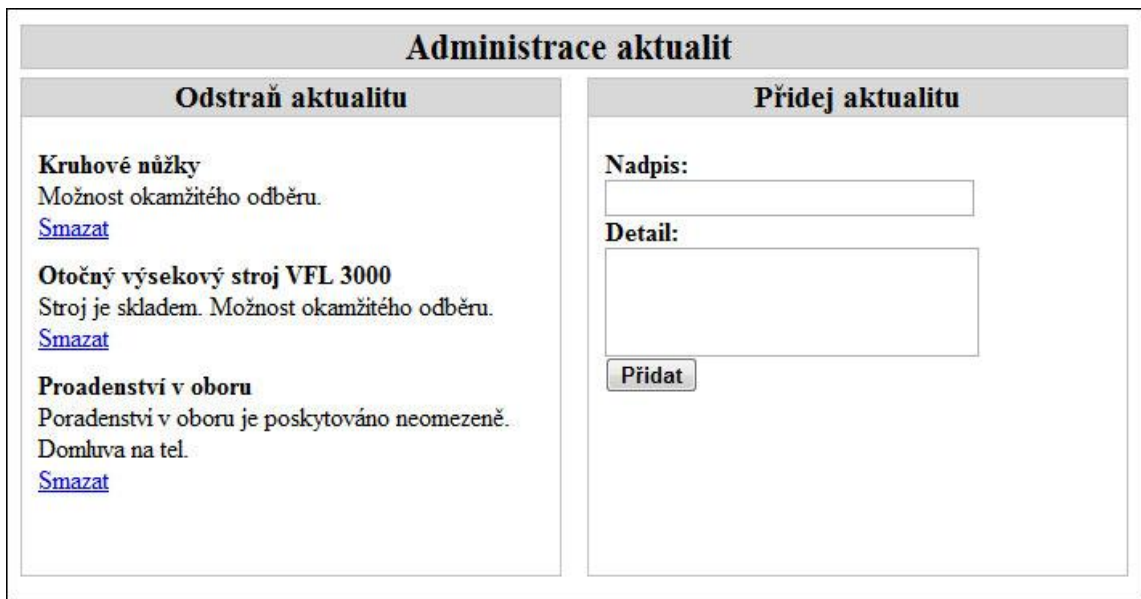 Administrace aktualit
Odstraň aktualitu
Kruhové nůžky
Možnost okamžitého odběru.
Smazat
Otočný výsekový stroj VFL 3000
Stroj je skladem. Možnost okamžitého odběru.
Smazat
Proadenství v oboru
Poradenství v oboru je poskytováno neomezeně.
Domluva na tel.
Smazat
Přidej aktualitu
Nadpis:
Detail:
Přidat